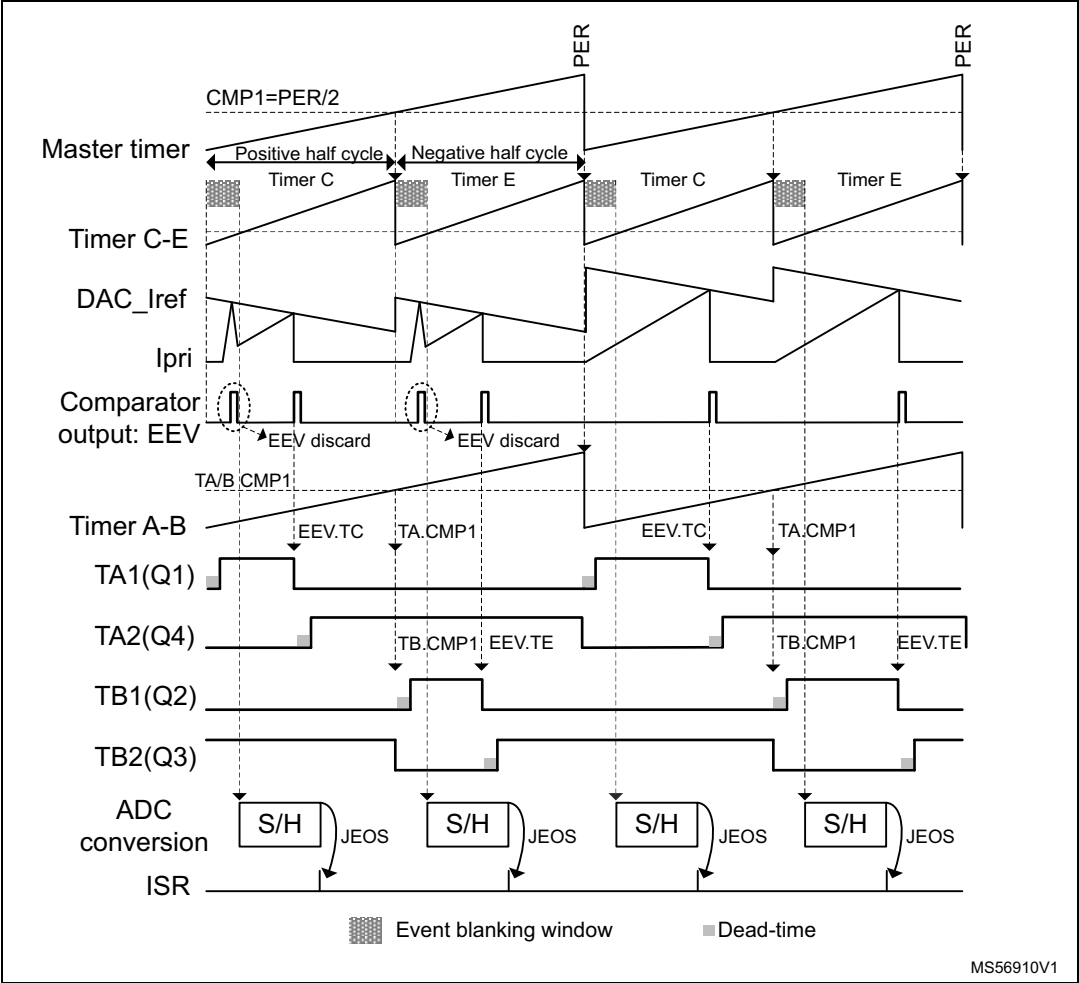 PER
PER
CMP1=PER/2
Master timer
Positive half cycle
Negative half cycle
Timer C
Timer E
Timer C
Timer E
Timer C-E
DAC_Iref
Ipri
Comparator
output: EEV
EEV discard
EEV discard
TA/B CMP1
Timer A-B
EEV.TC
TA.CMP1
EEV.TC
TA.CMP1
TA1(Q1)
TA2(Q4)
TB.CMP1
EEV.TE
TB.CMP1
EEV.TE
TB1(Q2)
TB2(Q3)
ADC
conversion
S/H
JEOS
S/H
JEOS
S/H
JEOS
S/H
JEOS
ISR
Event blanking window
Dead-time
MS56910V1